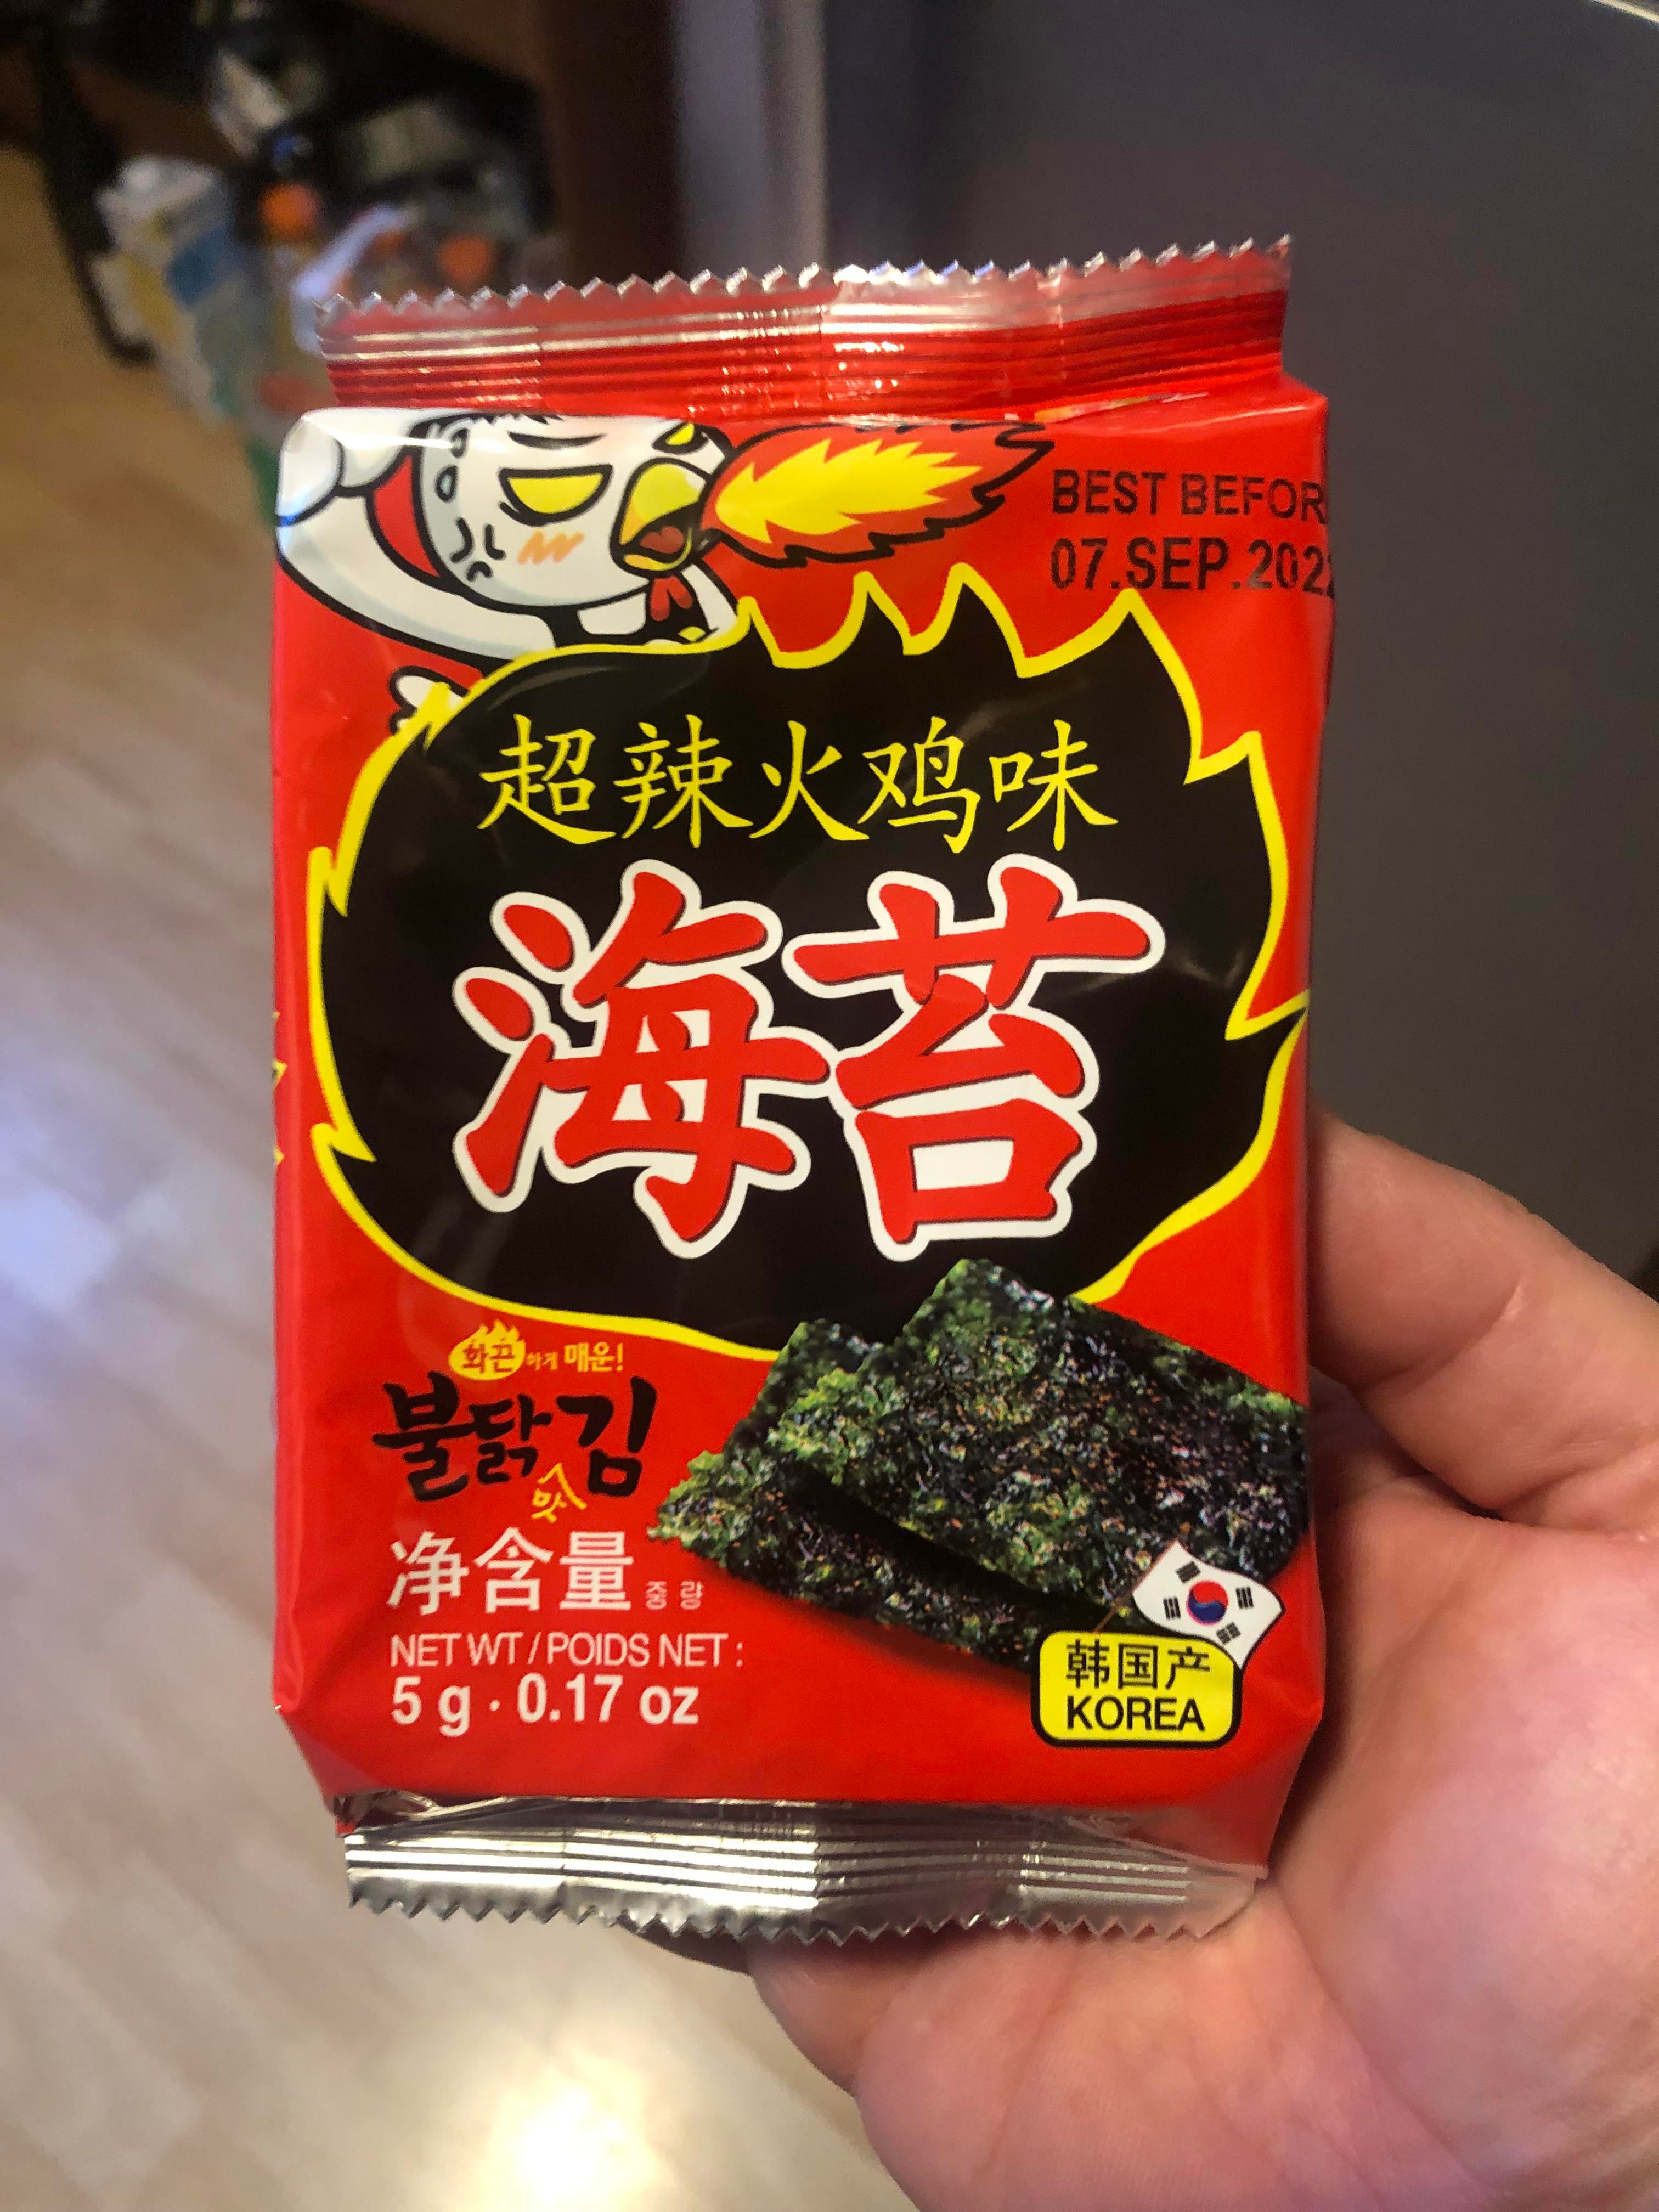 BEST BEFOR
07.SEP.2022
超辣火鸡味
海苔
화끈하게 매운!
불닭맛김
净含量 중량
NET WT / POIDS NET :
5 g · 0.17 oz
韩国产
KOREA